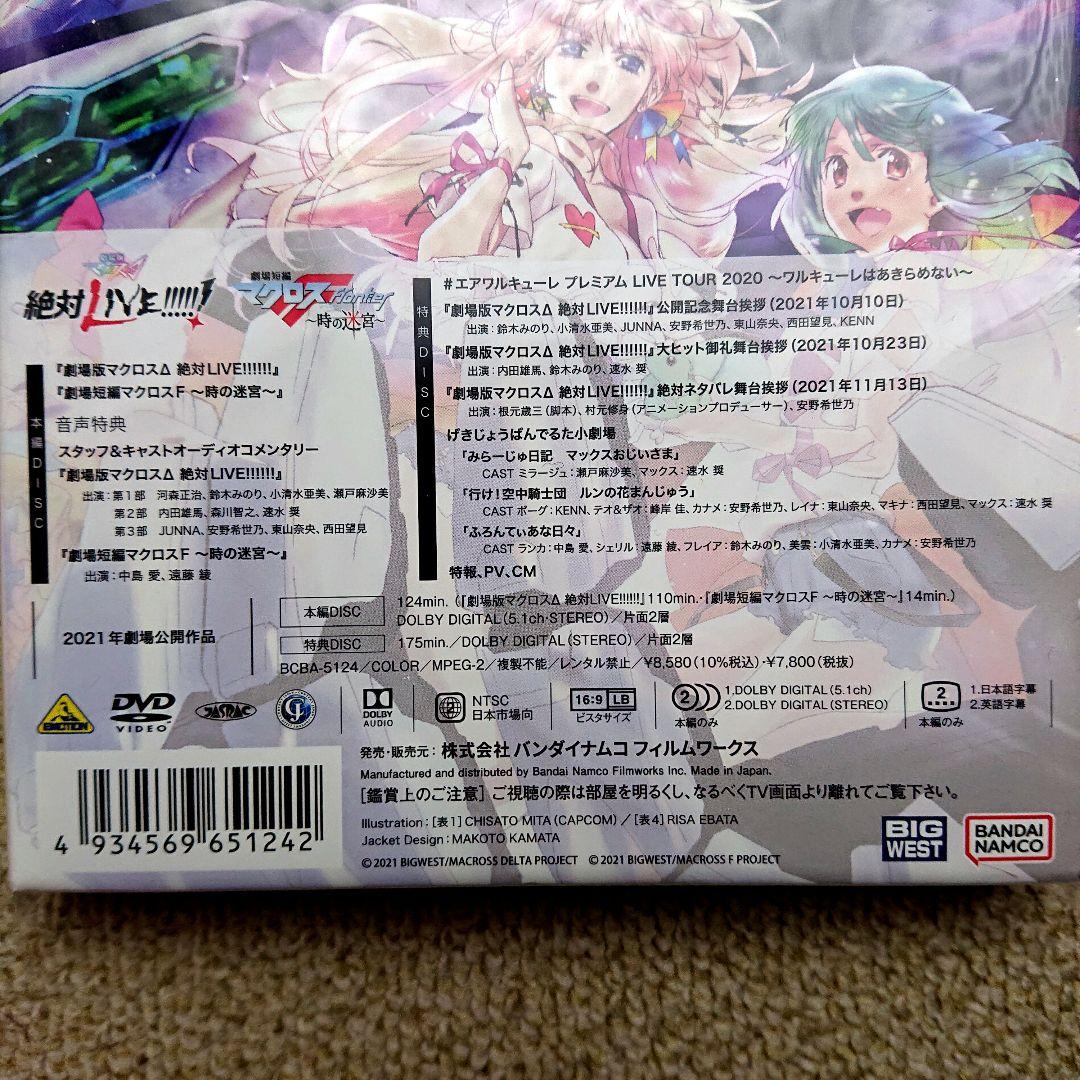 絶対LIVE!!!!!!
劇場短編
マクロスFrontier
～時の迷宮～
本編DISC
『劇場版マクロスΔ 絶対LIVE!!!!!!』
『劇場短編マクロスF ～時の迷宮～』
音声特典
スタッフ&キャストオーディオコメンタリー
『劇場版マクロスΔ 絶対LIVE!!!!!!』
出演：第1部 河森正治、鈴木みのり、小清水亜美、瀬戸麻沙美
第2部 内田雄馬、森川智之、速水 奨
第3部 JUNNA、安野希世乃、東山奈央、西田望見
『劇場短編マクロスF ～時の迷宮～』
出演：中島 愛、遠藤 綾
特典DISC
#エアワルキューレ プレミアム LIVE TOUR 2020 ～ワルキューレはあきらめない～
『劇場版マクロスΔ 絶対LIVE!!!!!!』公開記念舞台挨拶（2021年10月10日）
出演：鈴木みのり、小清水亜美、JUNNA、安野希世乃、東山奈央、西田望見、KENN
『劇場版マクロスΔ 絶対LIVE!!!!!!』大ヒット御礼舞台挨拶（2021年10月23日）
出演：内田雄馬、鈴木みのり、速水 奨
『劇場版マクロスΔ 絶対LIVE!!!!!!』絶対ネタバレ舞台挨拶（2021年11月13日）
出演：根元歳三（脚本）、村元修身（アニメーションプロデューサー）、安野希世乃
げきじょうばんでるた小劇場
「みらーじゅ日記 マックスおじいさま」
CAST ミラージュ：瀬戸麻沙美、マックス：速水 奨
「行け！空中騎士団 ルンの花まんじゅう」
CAST ボーグ：KENN、テオ&ザオ：峰岸 佳、カナメ：安野希世乃、レイナ：東山奈央、マキナ：西田望見、マックス：速水 奨
「ふろんてぃあな日々」
CAST ランカ：中島 愛、シェリル：遠藤 綾、フレイア：鈴木みのり、美雲：小清水亜美、カナメ：安野希世乃
特報、PV、CM
2021年劇場公開作品
本編DISC
124min.（『劇場版マクロスΔ 絶対LIVE!!!!!!』110min.・『劇場短編マクロスF ～時の迷宮～』14min.）
DOLBY DIGITAL（5.1ch・STEREO）／片面2層
特典DISC
175min.／DOLBY DIGITAL（STEREO）／片面2層
BCBA-5124／COLOR／MPEG-2／複製不能／レンタル禁止／¥8,580（10%税込）・¥7,800（税抜）
EMOTION
DVD VIDEO
JASRAC
DOLBY AUDIO
2 NTSC 日本市場向
16:9 LB
ビスタサイズ
2
本編のみ
1.DOLBY DIGITAL（5.1ch）
2.DOLBY DIGITAL（STEREO）
2
本編のみ
1.日本語字幕
2.英語字幕
発売・販売元：株式会社バンダイナムコフィルムワークス
Manufactured and distributed by Bandai Namco Filmworks Inc. Made in Japan.
［鑑賞上のご注意］ご視聴の際は部屋を明るくし、なるべくTV画面より離れてご覧下さい。
Illustration：［表1］CHISATO MITA（CAPCOM）／［表4］RISA EBATA
Jacket Design：MAKOTO KAMATA
©2021 BIGWEST/MACROSS DELTA PROJECT ©2021 BIGWEST/MACROSS F PROJECT
4 934569 651242
BIG WEST
BANDAI NAMCO